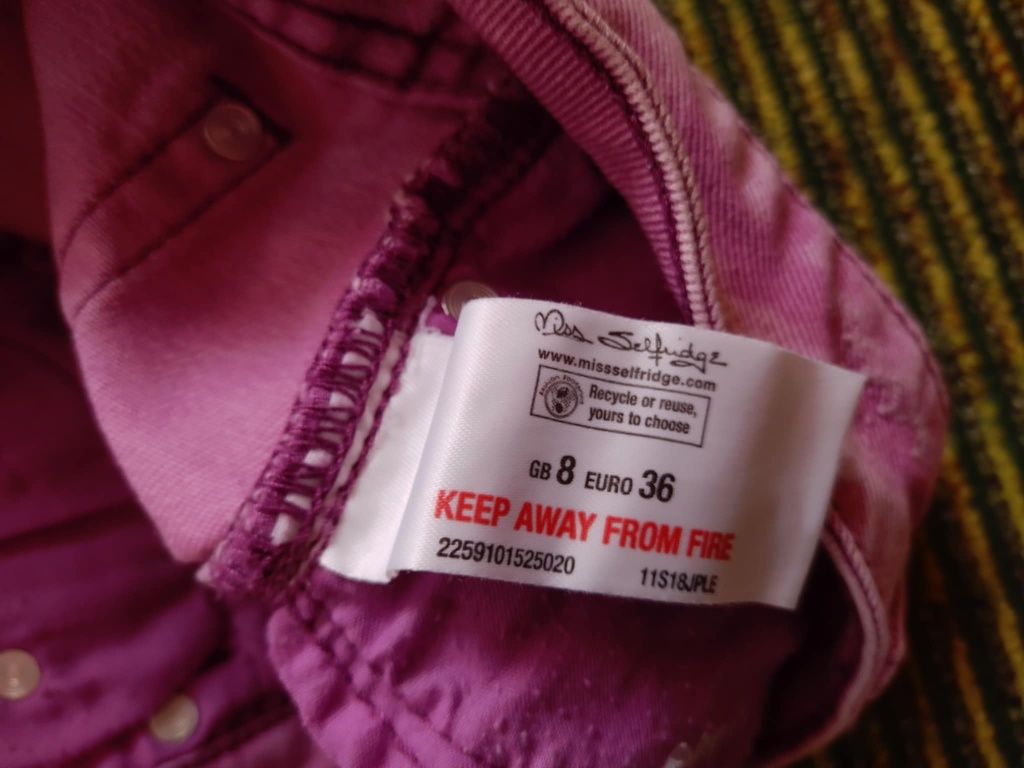 Miss Selfridge
www.missselfridge.com
Recycle or reuse,
yours to choose
GB 8 EURO 36
KEEP AWAY FROM FIRE
2259101525020 11S18JPLE